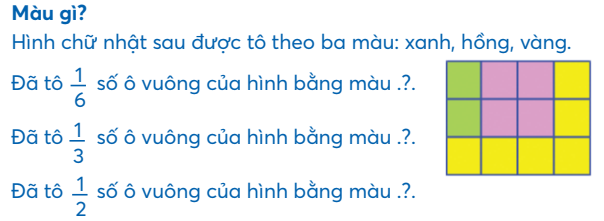 Màu gì?
Hình chữ nhật sau được tô theo ba màu: xanh, hồng, vàng.
Đã tô 1/6 số ô vuông của hình bằng màu .?.
Đã tô 1/3 số ô vuông của hình bằng màu .?.
Đã tô 1/2 số ô vuông của hình bằng màu .?.